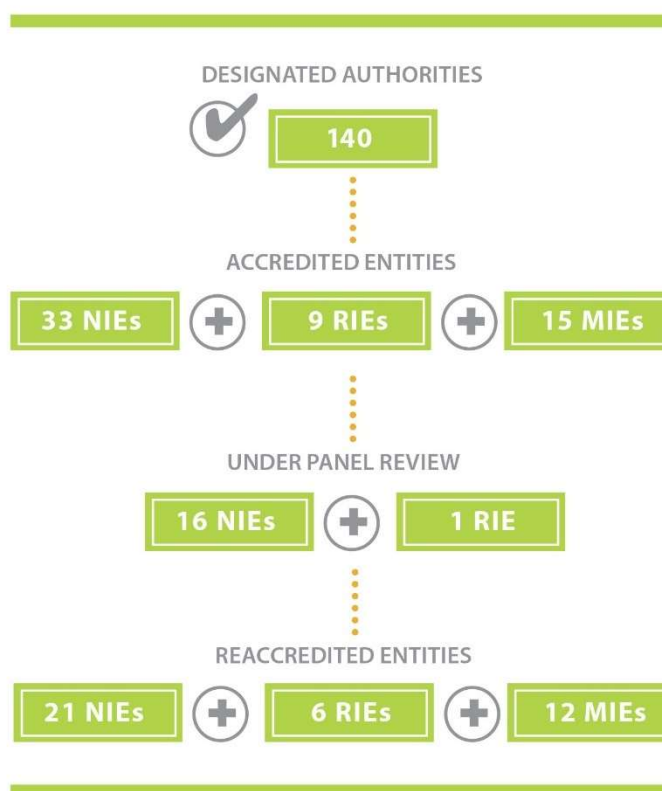 DESIGNATED AUTHORITIES
140
ACCREDITED ENTITIES
33 NIEs + 9 RIEs + 15 MIEs
UNDER PANEL REVIEW
16 NIEs + 1 RIE
REACCREDITED ENTITIES
21 NIEs + 6 RIEs + 12 MIEs